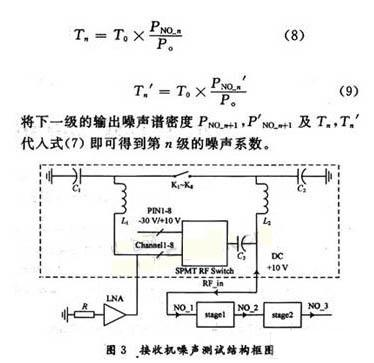 Tₙ = T₀ × P_NO_n / Pₒ (8)
Tₙ′ = T₀ × P_NO_n′ / Pₒ (9)
将下一级的输出噪声谱密度 P_NO_n+1, P′_NO_n+1 及 Tₙ, Tₙ′
代入式(7) 即可得到第 n 级的噪声系数。
C₁
K₁~K₈
C₂
L₁
PIN1-8
-30 V/+10 V
L₂
Channel1-8
C₃
DC
+10 V
SPMT RF Switch
RF_in
LNA
R
NO_1
stage1
NO_2
stage2
NO_3
图 3 接收机噪声测试结构框图